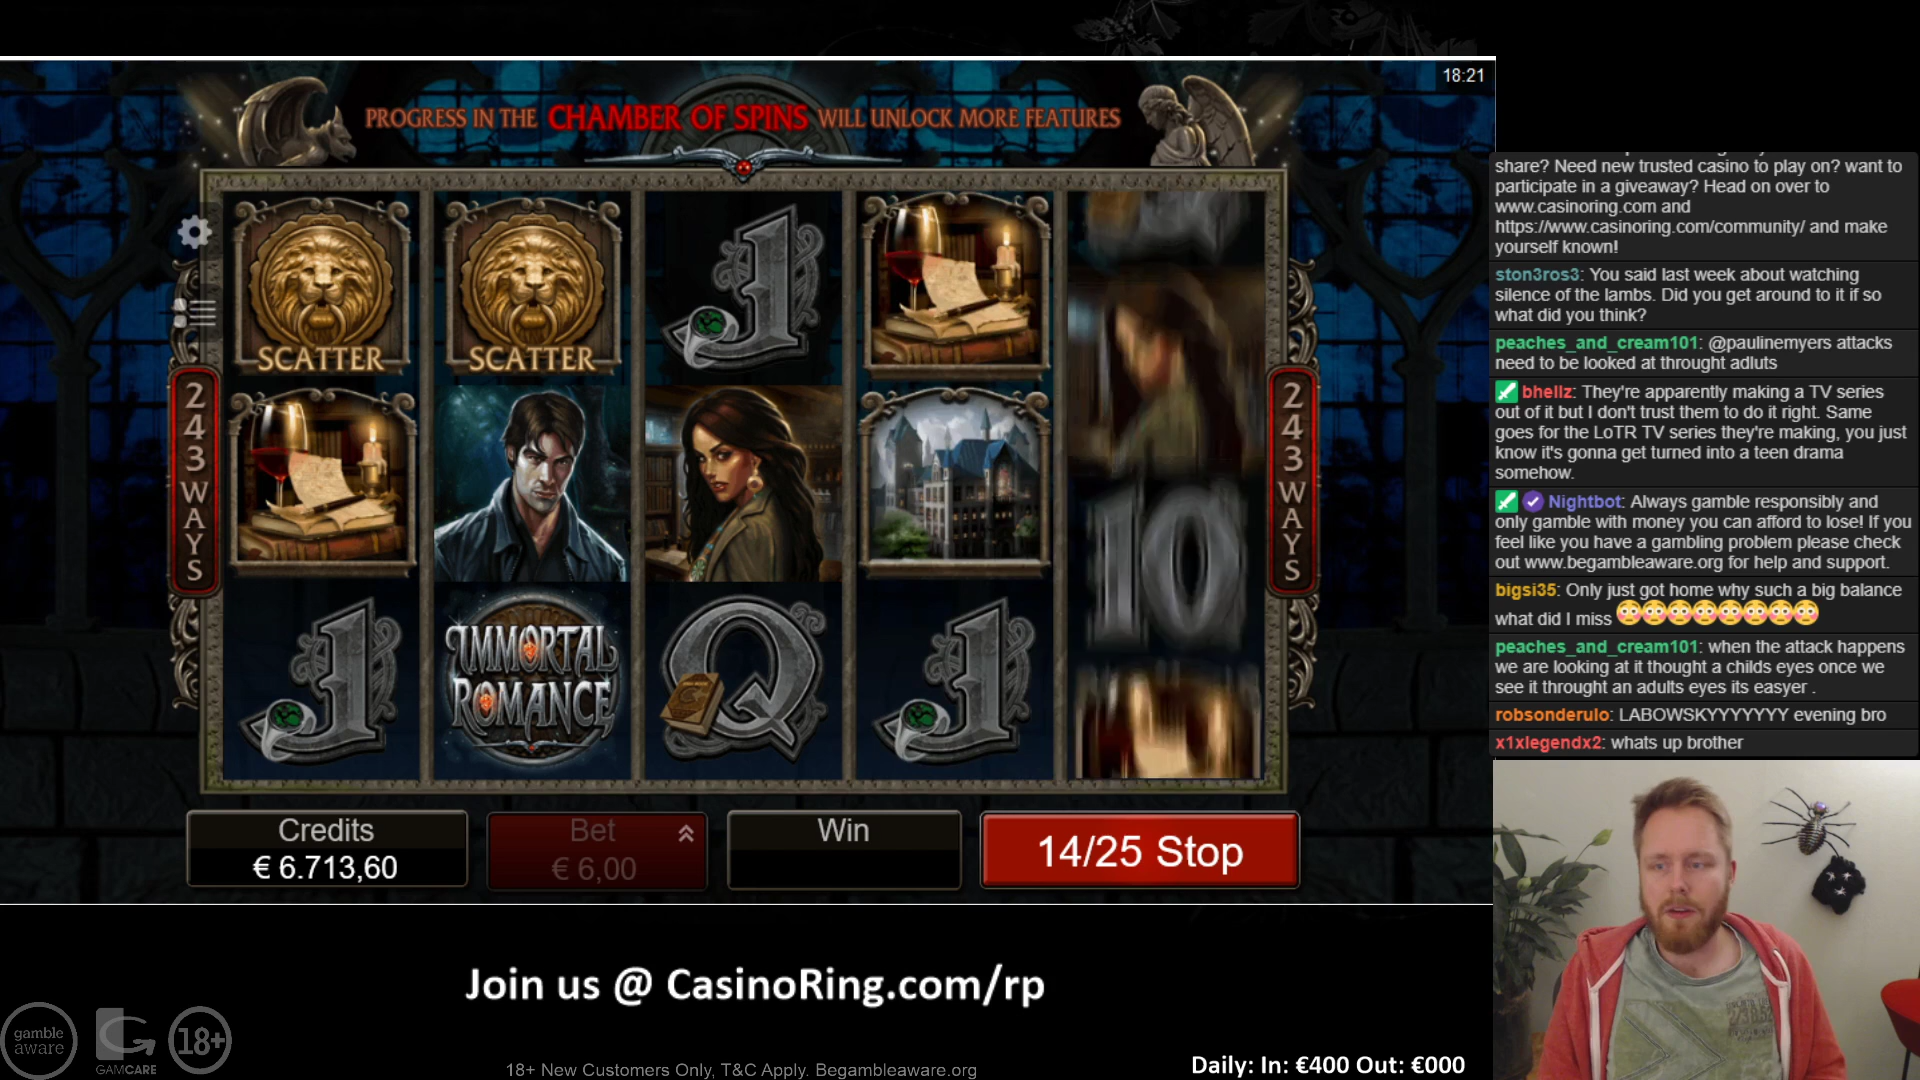 18:21
PROGRESS IN THE CHAMBER OF SPINS WILL UNLOCK MORE FEATURES
SCATTER
SCATTER
J
J
IMMORTAL
ROMANCE
Q
J
10
243 WAYS
243 WAYS
Credits
€ 6.713,60
Bet
€ 6,00
Win
14/25 Stop
share? Need new trusted casino to play on? want to
participate in a giveaway? Head on over to
www.casinoring.com and
https://www.casinoring.com/community/ and make
yourself known!
ston3ros3: You said last week about watching
silence of the lambs. Did you get around to it if so
what did you think?
peaches_and_cream101: @paulinemyers attacks
need to be looked at throught adluts
bhellz: They're apparently making a TV series
out of it but I don't trust them to do it right. Same
goes for the LoTR TV series they're making, you just
know it's gonna get turned into a teen drama
somehow.
Nightbot: Always gamble responsibly and
only gamble with money you can afford to lose! If you
feel like you have a gambling problem please check
out www.begambleaware.org for help and support.
bigsi35: Only just got home why such a big balance
what did I miss
peaches_and_cream101: when the attack happens
we are looking at it thought a childs eyes once we
see it throught an adults eyes its easyer .
robsonderulo: LABOWSKYYYYYYY evening bro
x1xlegendx2: whats up brother
Join us @ CasinoRing.com/rp
gamble
aware
GAMCARE
18+
18+ New Customers Only, T&C Apply. Begambleaware.org
Daily: In: €400 Out: €000